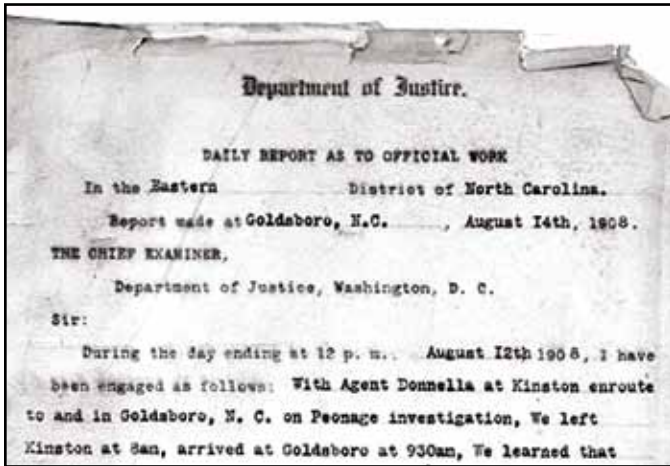 Department of Justice.
DAILY REPORT AS TO OFFICIAL WORK
In the Eastern District of North Carolina.
Report made at Goldsboro, N.C. , August 14th, 1908.
THE CHIEF EXAMINER,
Department of Justice, Washington, D. C.
Sir:
During the day ending at 12 p. m., August 12th 1908, I have
been engaged as follows: With Agent Donnella at Kinston enroute
to and in Goldsboro, N. C. on Peonage investigation, We left
Kinston at 8am, arrived at Goldsboro at 930am, We learned that